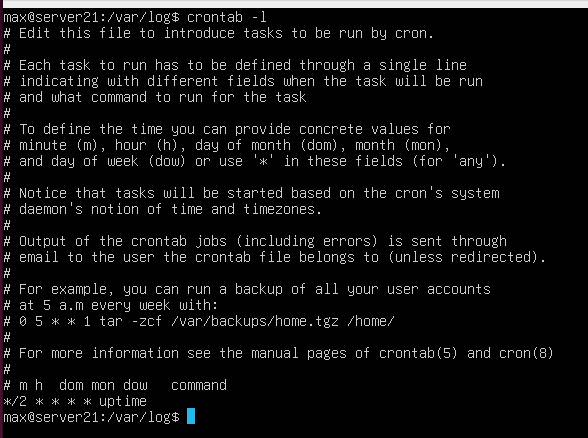 max@server21:/var/log$ crontab -l
# Edit this file to introduce tasks to be run by cron.
#
# Each task to run has to be defined through a single line
# indicating with different fields when the task will be run
# and what command to run for the task
#
# To define the time you can provide concrete values for
# minute (m), hour (h), day of month (dom), month (mon),
# and day of week (dow) or use '*' in these fields (for 'any').
#
# Notice that tasks will be started based on the cron's system
# daemon's notion of time and timezones.
#
# Output of the crontab jobs (including errors) is sent through
# email to the user the crontab file belongs to (unless redirected).
#
# For example, you can run a backup of all your user accounts
# at 5 a.m every week with:
# 0 5 * * 1 tar -zcf /var/backups/home.tgz /home/
#
# For more information see the manual pages of crontab(5) and cron(8)
#
# m h  dom mon dow   command
*/2 * * * * uptime
max@server21:/var/log$